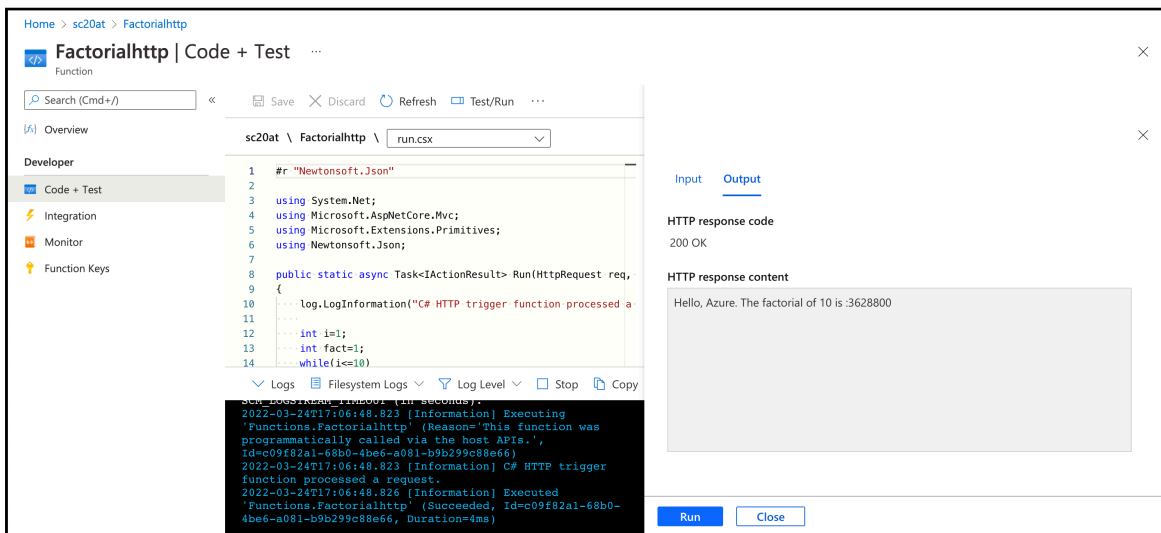 Home > sc20at > Factorialhttp
Factorialhttp | Code + Test ...
Function
Search (Cmd+/)
«
Overview
Developer
Code + Test
Integration
Monitor
Function Keys
Save Discard Refresh Test/Run ...
sc20at \ Factorialhttp \ run.csx
1 #r "Newtonsoft.Json"
2
3 using System.Net;
4 using Microsoft.AspNetCore.Mvc;
5 using Microsoft.Extensions.Primitives;
6 using Newtonsoft.Json;
7
8 public static async Task<IActionResult> Run(HttpRequest req,
9 {
10 log.LogInformation("C# HTTP trigger function processed a
11
12 int i=1;
13 int fact=1;
14 while(i<=10)
Logs Filesystem Logs Log Level Stop Copy
SCM_LOGSTREAM_TIMEOUT (in seconds).
2022-03-24T17:06:48.823 [Information] Executing
'Functions.Factorialhttp' (Reason='This function was
programmatically called via the host APIs.',
Id=c09f82a1-68b0-4be6-a081-b9b299c88e66)
2022-03-24T17:06:48.823 [Information] C# HTTP trigger
function processed a request.
2022-03-24T17:06:48.826 [Information] Executed
'Functions.Factorialhttp' (Succeeded, Id=c09f82a1-68b0-
4be6-a081-b9b299c88e66, Duration=4ms)
Input Output
HTTP response code
200 OK
HTTP response content
Hello, Azure. The factorial of 10 is :3628800
Run Close